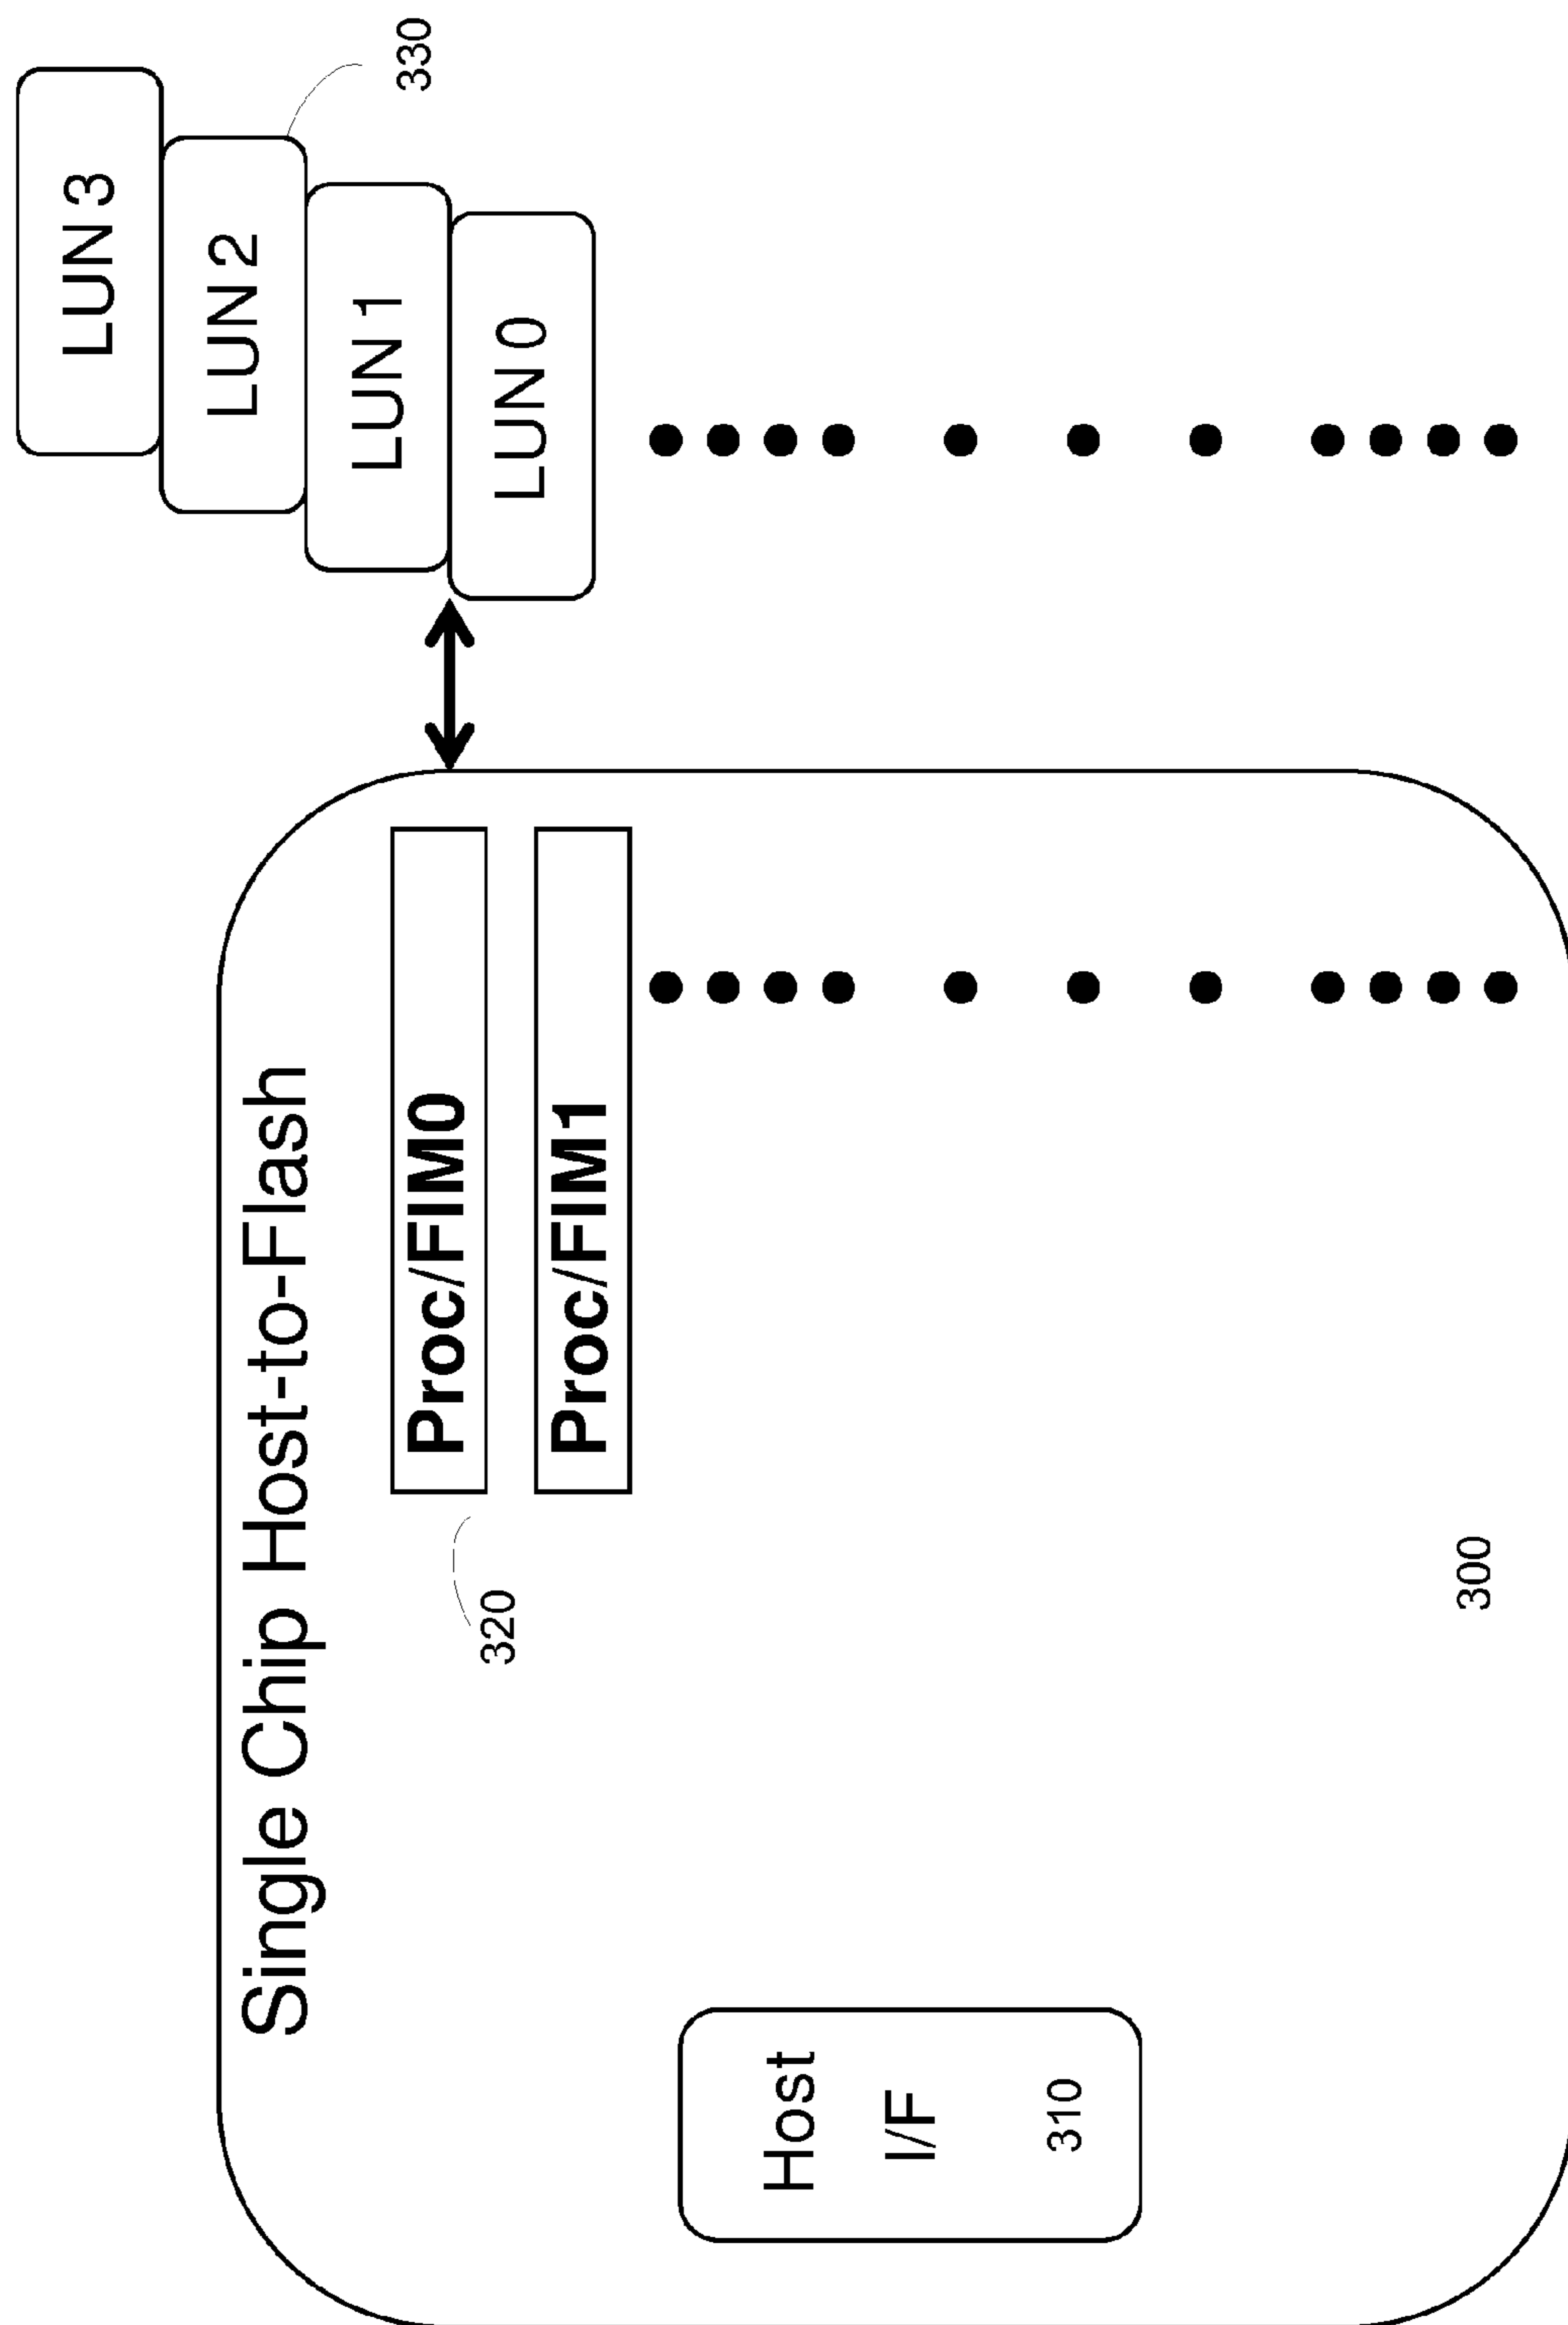 Single Chip Host-to-Flash
Host
I/F
310
Proc/FIM0
Proc/FIM1
320
300
LUN 3
LUN 2
LUN 1
LUN 0
330